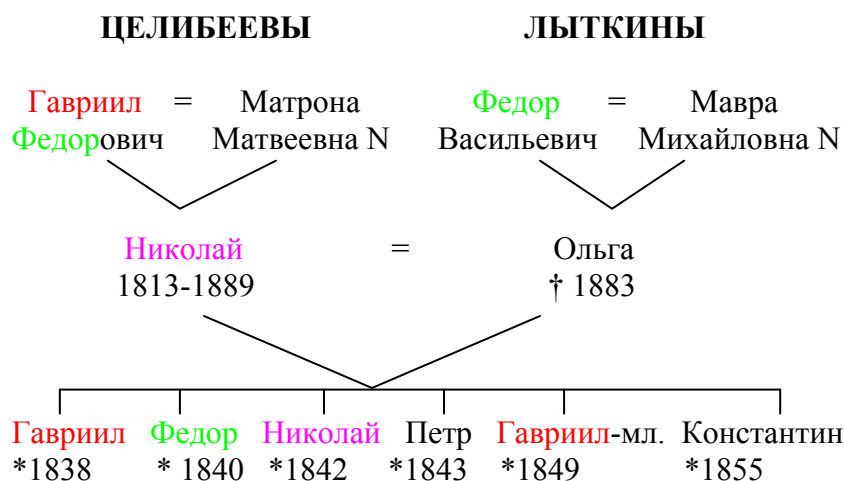 ЦЕЛИБЕЕВЫ ЛЫТКИНЫ
Гавриил = Матрона Федор = Мавра
Федорович Матвеевна N Васильевич Михайловна N
Николай = Ольга
1813-1889 † 1883
Гавриил Федор Николай Петр Гавриил-мл. Константин
*1838 * 1840 *1842 *1843 *1849 *1855